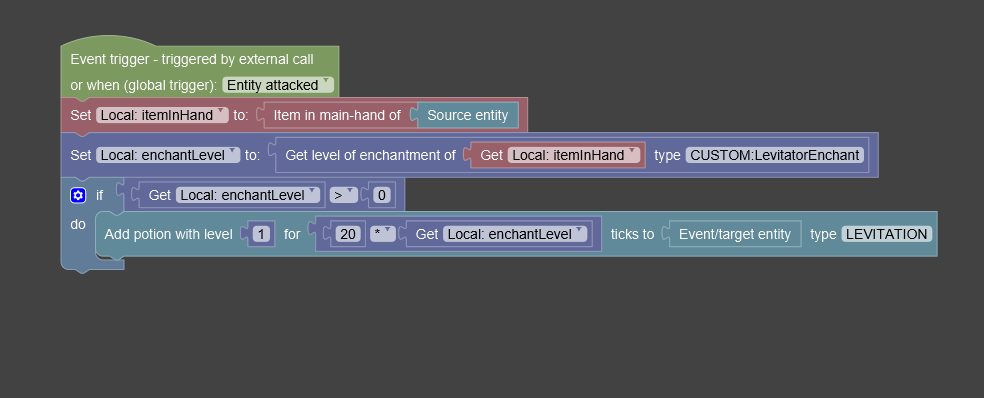 Event trigger - triggered by external call
or when (global trigger): Entity attacked
Set Local: itemInHand to: Item in main-hand of Source entity
Set Local: enchantLevel to: Get level of enchantment of Get Local: itemInHand type CUSTOM:LevitatorEnchant
if Get Local: enchantLevel > 0
do Add potion with level 1 for 20 * Get Local: enchantLevel ticks to Event/target entity type LEVITATION